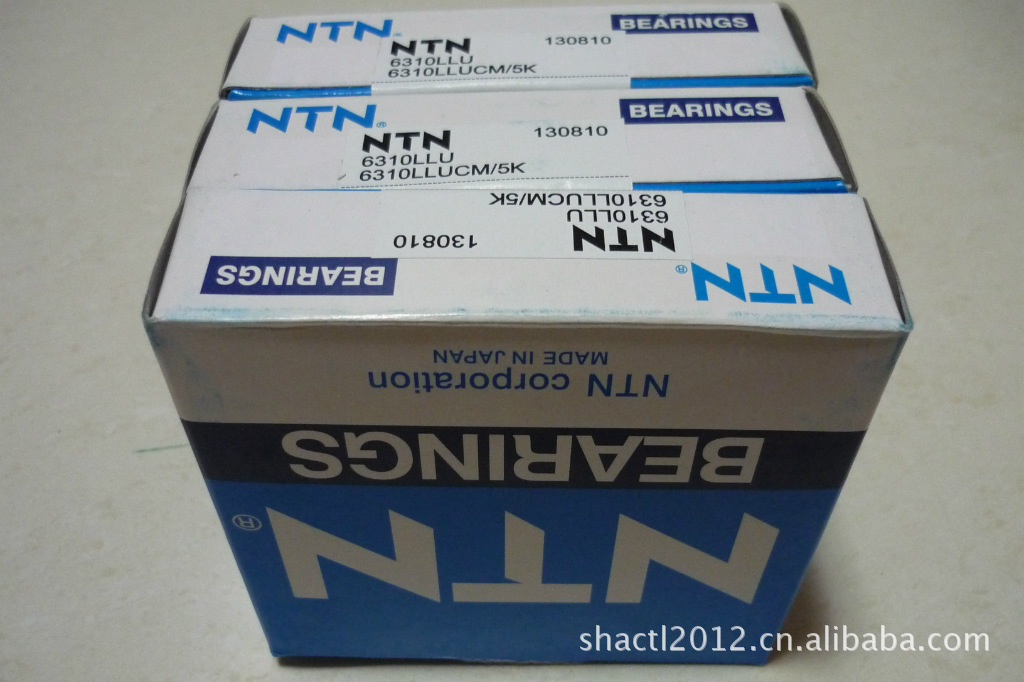 NTN®
BEARINGS
NTN
130810
6310LLU
6310LLUCM/5K
NTN®
BEARINGS
NTN
130810
6310LLU
6310LLUCM/5K
NTN®
BEARINGS
NTN
130810
6310LLU
6310LLUCM/5K
NTN®
BEARINGS
NTN corporation
MADE IN JAPAN
shactl2012.cn.alibaba.com